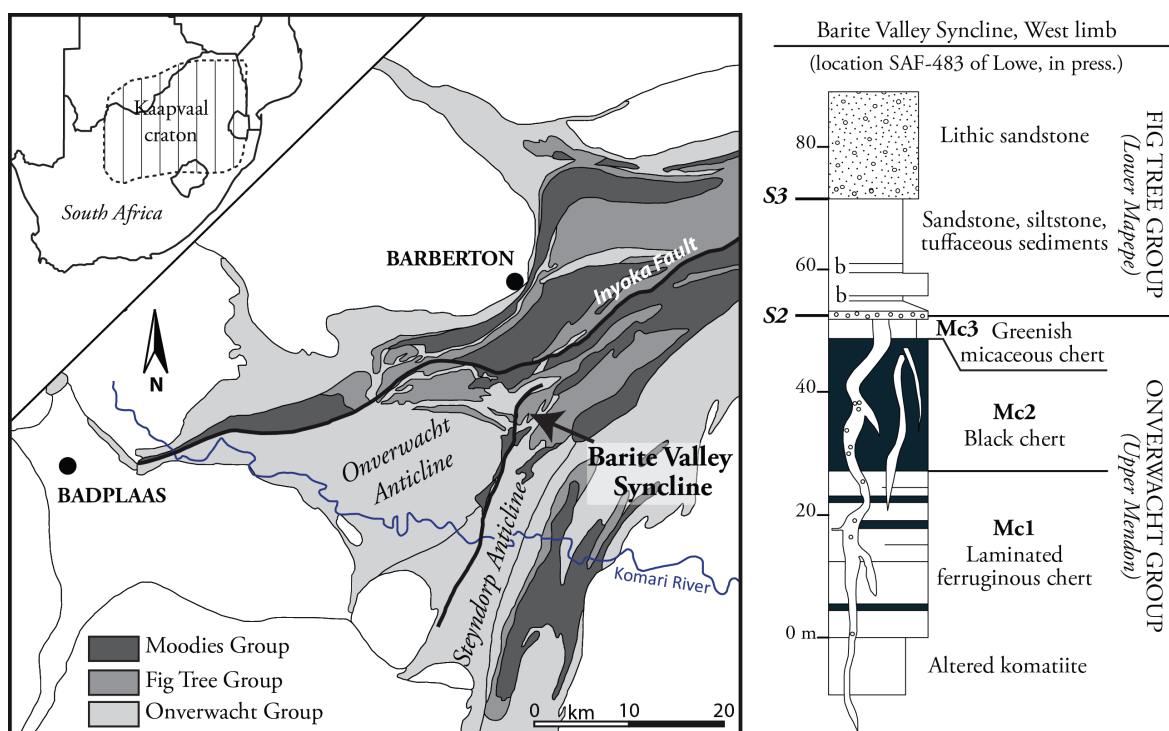 Kaapvaal
craton
South Africa
BARBERTON
Inyoka Fault
N
Onverwacht
Anticline
BADPLAAS
Barite Valley
Syncline
Steyndorp Anticline
Komari River
Moodies Group
Fig Tree Group
Onverwacht Group
0 km 10 20
Barite Valley Syncline, West limb
(location SAF-483 of Lowe, in press.)
80
Lithic sandstone
S3
Sandstone, siltstone,
tuffaceous sediments
60
b
b
S2
Mc3 Greenish
micaceous chert
40
Mc2
Black chert
20
Mc1
Laminated
ferruginous chert
0 m
Altered komatiite
FIG TREE GROUP
(Lower Mapepe)
ONVERWACHT GROUP
(Upper Mendon)